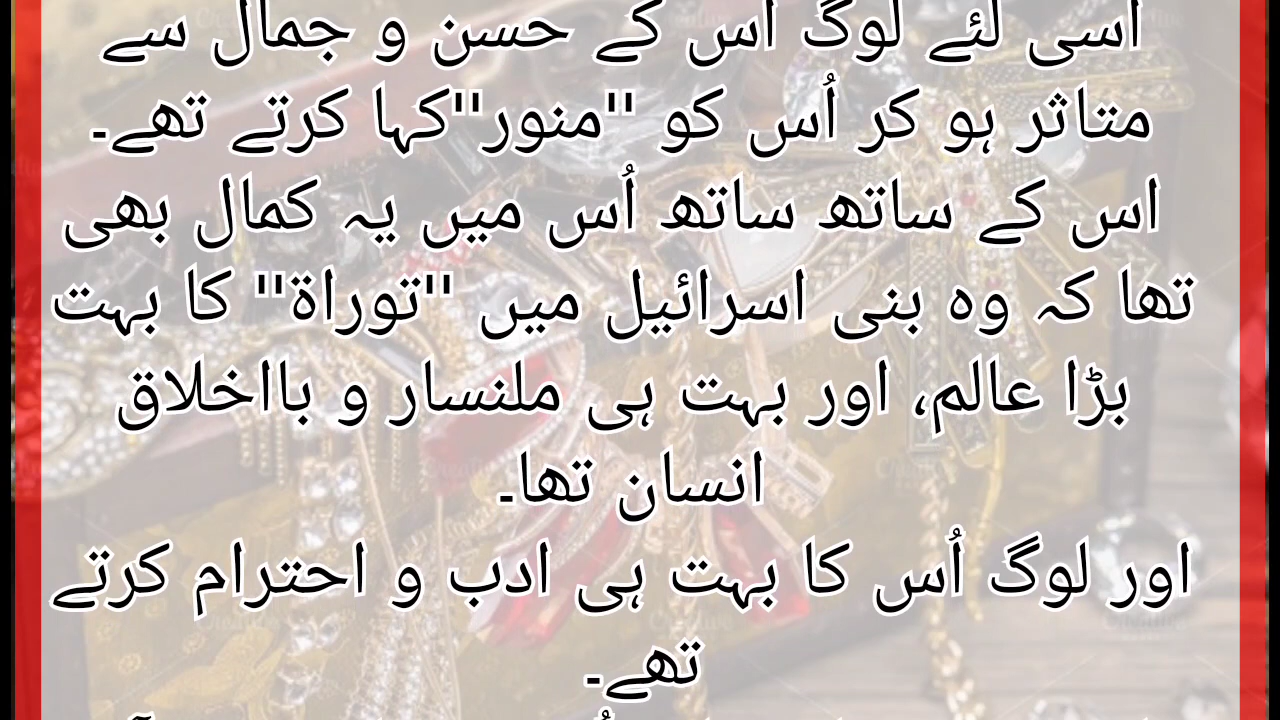 اسی لئے لوگ اس کے حسن و جمال سے
متاثر ہو کر اُس کو "منور"کہا کرتے تھے۔
اس کے ساتھ ساتھ اُس میں یہ کمال بھی
تھا کہ وہ بنی اسرائیل میں "توراۃ" کا بہت
بڑا عالم، اور بہت ہی ملنسار و بااخلاق
انسان تھا۔
اور لوگ اُس کا بہت ہی ادب و احترام کرتے
تھے۔